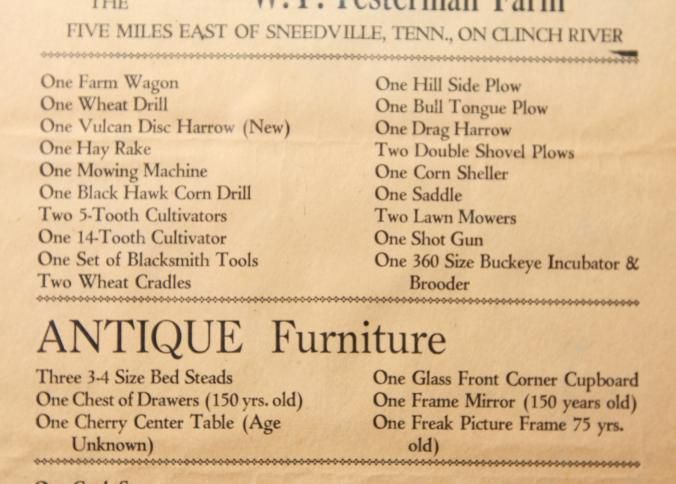 THE W. P. Testerman Farm
FIVE MILES EAST OF SNEEDVILLE, TENN., ON CLINCH RIVER
One Farm Wagon
One Wheat Drill
One Vulcan Disc Harrow (New)
One Hay Rake
One Mowing Machine
One Black Hawk Corn Drill
Two 5-Tooth Cultivators
One 14-Tooth Cultivator
One Set of Blacksmith Tools
Two Wheat Cradles
One Hill Side Plow
One Bull Tongue Plow
One Drag Harrow
Two Double Shovel Plows
One Corn Sheller
One Saddle
Two Lawn Mowers
One Shot Gun
One 360 Size Buckeye Incubator &
Brooder
ANTIQUE Furniture
Three 3-4 Size Bed Steads
One Chest of Drawers (150 yrs. old)
One Cherry Center Table (Age
Unknown)
One Glass Front Corner Cupboard
One Frame Mirror (150 years old)
One Freak Picture Frame 75 yrs.
old)